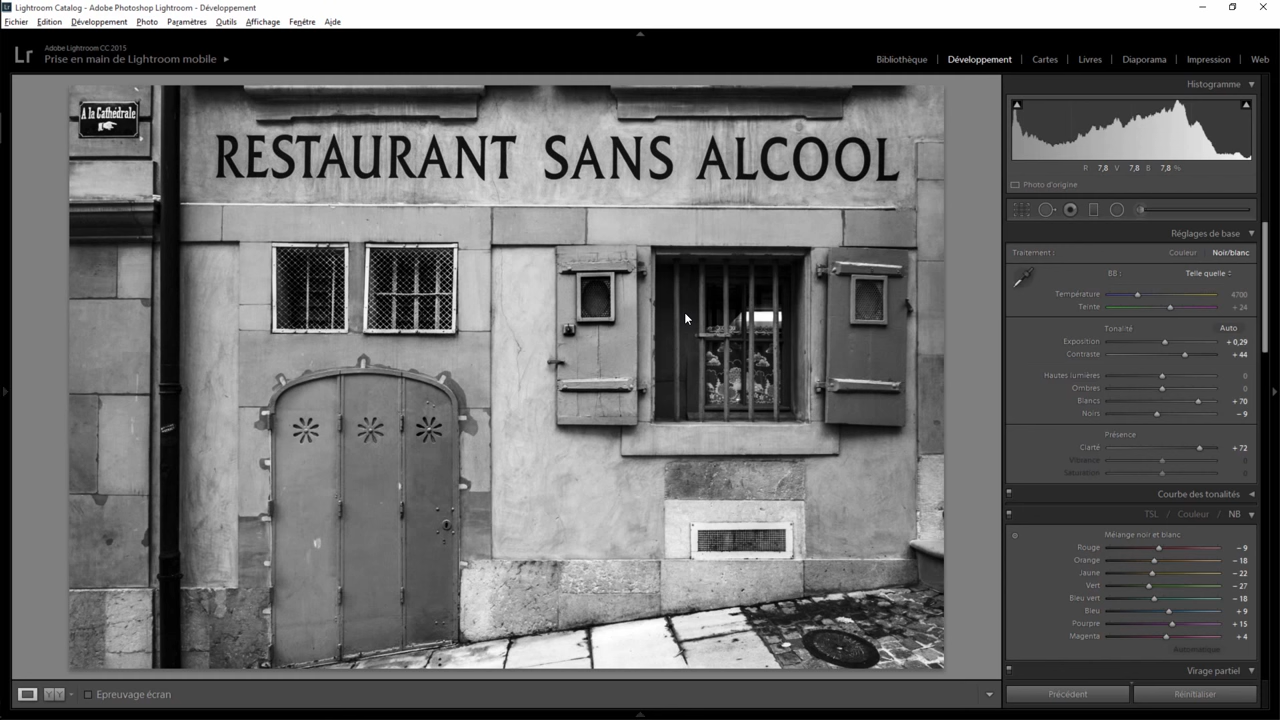 Lightroom Catalog - Adobe Photoshop Lightroom - Développement
Fichier Edition Développement Photo Paramètres Outils Affichage Fenêtre Aide
Lr
Adobe Lightroom CC 2015
Prise en main de Lightroom mobile
Bibliothèque | Développement | Cartes | Livres | Diaporama | Impression | Web
A la Cathédrale
RESTAURANT SANS ALCOOL
Histogramme
R 7,8 V 7,8 B 7,8 %
Photo d'origine
Réglages de base
Traitement : Couleur Noir/blanc
BB : Telle quelle
Température 4700
Teinte + 24
Tonalité Auto
Exposition + 0,29
Contraste + 44
Hautes lumières 0
Ombres 0
Blancs + 70
Noirs – 9
Présence
Clarté + 72
Vibrance 0
Saturation 0
Courbe des tonalités
TSL / Couleur / NB
Mélange noir et blanc
Rouge – 9
Orange – 18
Jaune – 22
Vert – 27
Bleu vert – 18
Bleu + 9
Pourpre + 15
Magenta + 4
Automatique
Virage partiel
Epreuvage écran
Précédent Réinitialiser